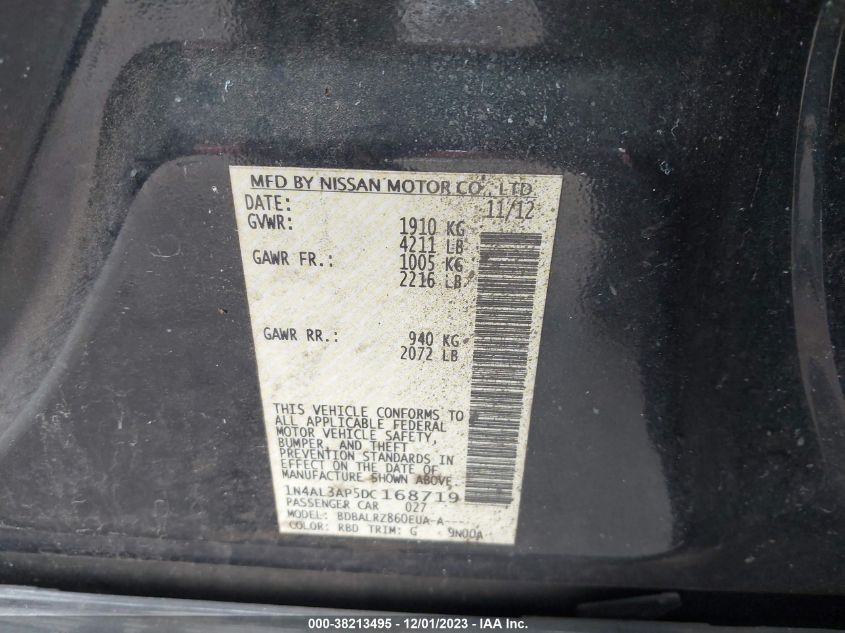 MFD BY NISSAN MOTOR CO., LTD
DATE: 11/12
GVWR: 1910 KG
4211 LB
GAWR FR.: 1005 KG
2216 LB
GAWR RR.: 940 KG
2072 LB
THIS VEHICLE CONFORMS TO
ALL APPLICABLE FEDERAL
MOTOR VEHICLE SAFETY,
BUMPER, AND THEFT
PREVENTION STANDARDS IN
EFFECT ON THE DATE OF
MANUFACTURE SHOWN ABOVE.
1N4AL3AP5DC168719
PASSENGER CAR 027
MODEL: BDBALRZ860EUA-A----
COLOR: RBD TRIM: G 9N00A
000-38213495 - 12/01/2023 - IAA Inc.